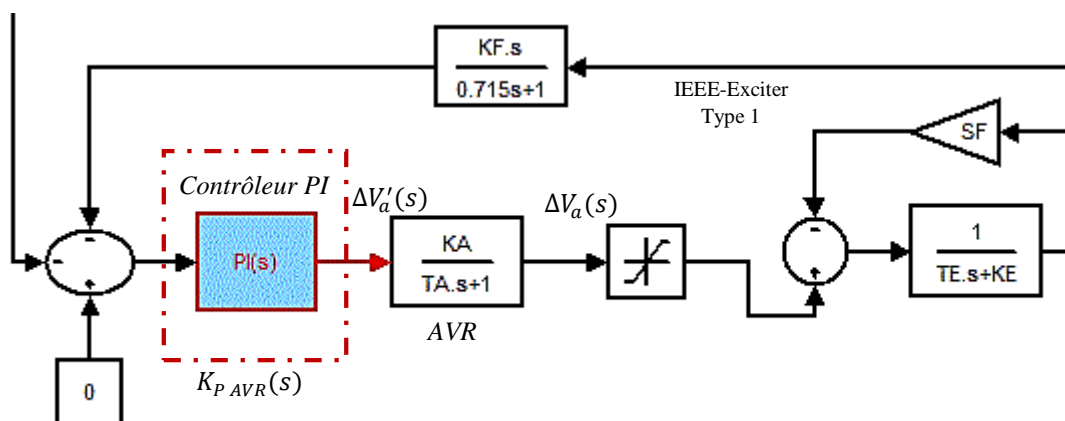 KF.s
0.715s+1
IEEE-Exciter
Type 1
SF
Contrôleur PI
ΔV′ₐ(s)
ΔVₐ(s)
PI(s)
KA
TA.s+1
1
TE.s+KE
-
-
+
-
+
AVR
K_{P AVR}(s)
0